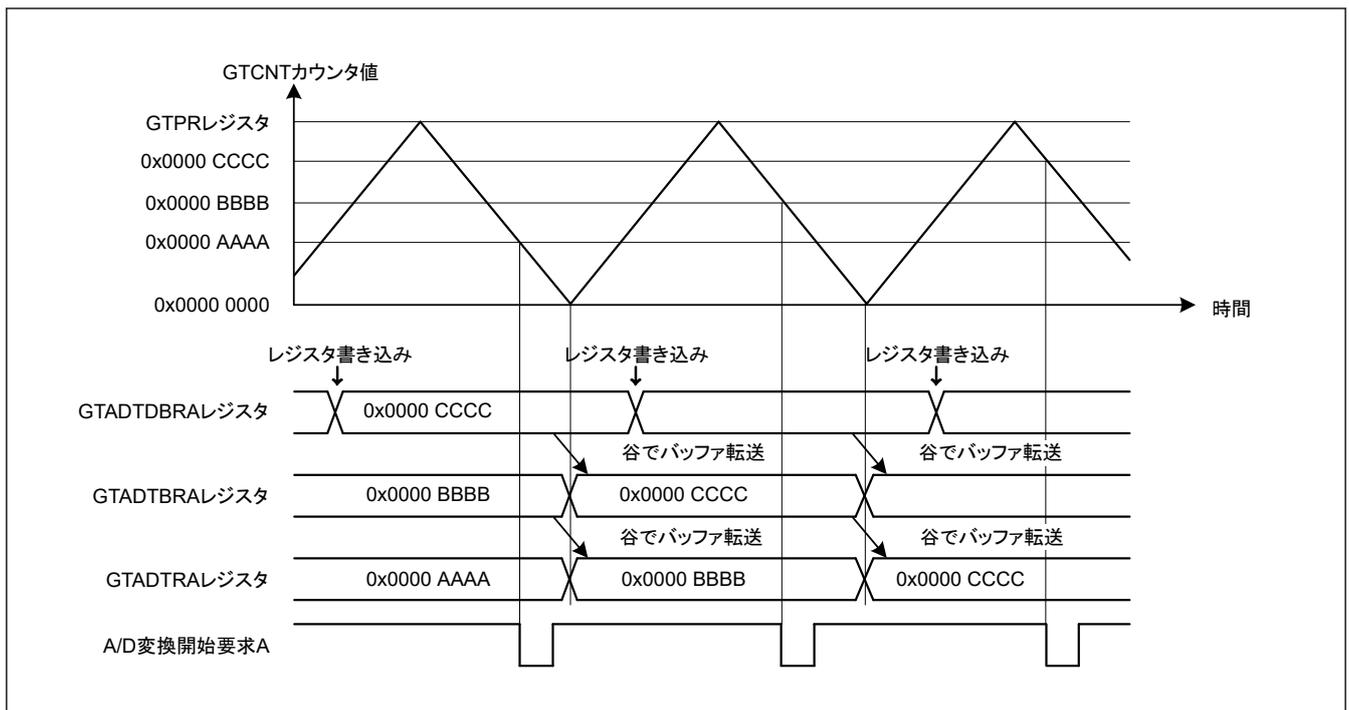 GTCNTカウンタ値
GTPRレジスタ
0x0000 CCCC
0x0000 BBBB
0x0000 AAAA
0x0000 0000
時間
レジスタ書き込み
レジスタ書き込み
レジスタ書き込み
GTADTDBRAレジスタ
0x0000 CCCC
谷でバッファ転送
谷でバッファ転送
GTADTBRAレジスタ
0x0000 BBBB
0x0000 CCCC
谷でバッファ転送
谷でバッファ転送
GTADTRAレジスタ
0x0000 AAAA
0x0000 BBBB
0x0000 CCCC
A/D変換開始要求A